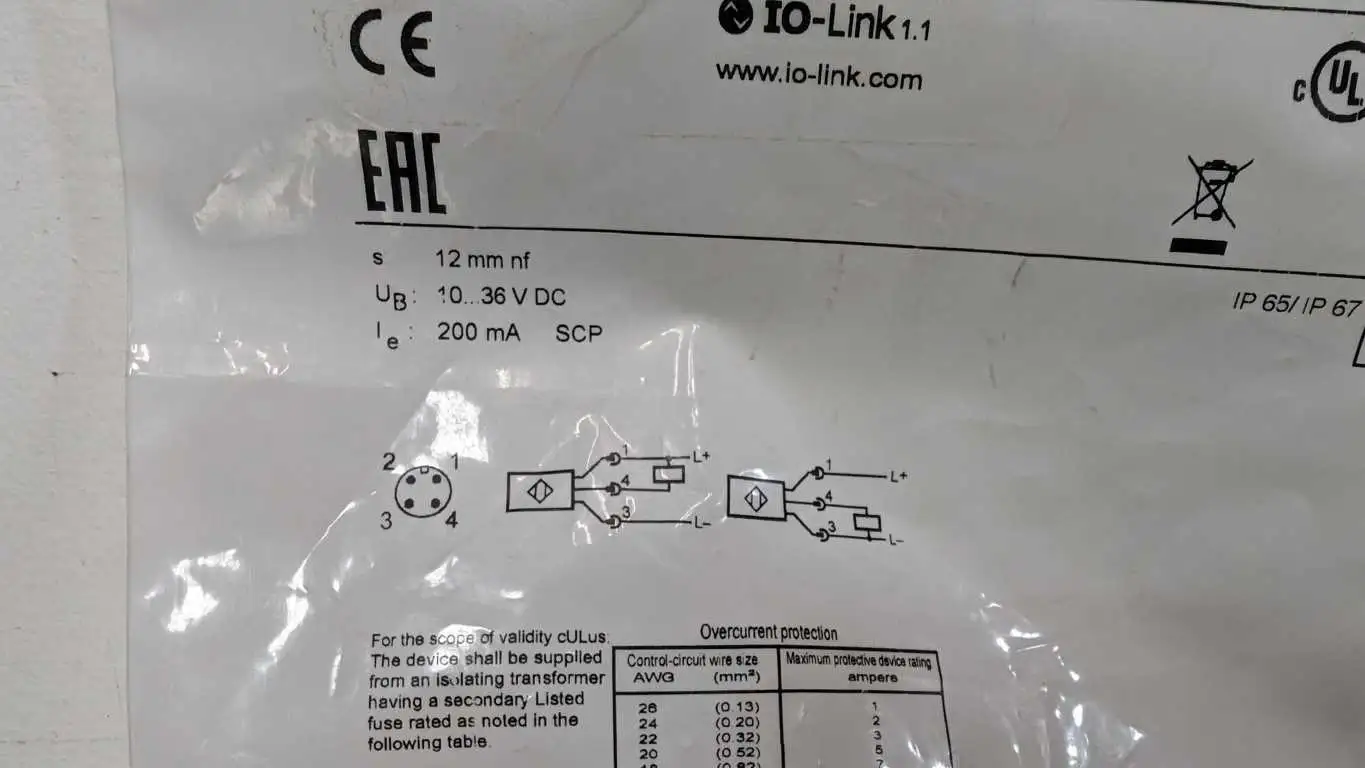 CE
IO-Link 1.1
www.io-link.com
c UL
EAC
s 12 mm nf
UB: 10...36 V DC
Ie: 200 mA SCP
IP 65/ IP 67
2 1
3 4
1 L+
4
3 L–
1 L+
4
3 L–
For the scope of validity cULus:
The device shall be supplied
from an isolating transformer
having a secondary Listed
fuse rated as noted in the
following table.
Overcurrent protection
Control-circuit wire size
AWG (mm²)
Maximum protective device rating
ampere
26 (0.13) 1
24 (0.20) 2
22 (0.32) 3
20 (0.52) 5
18 (0.82) 7